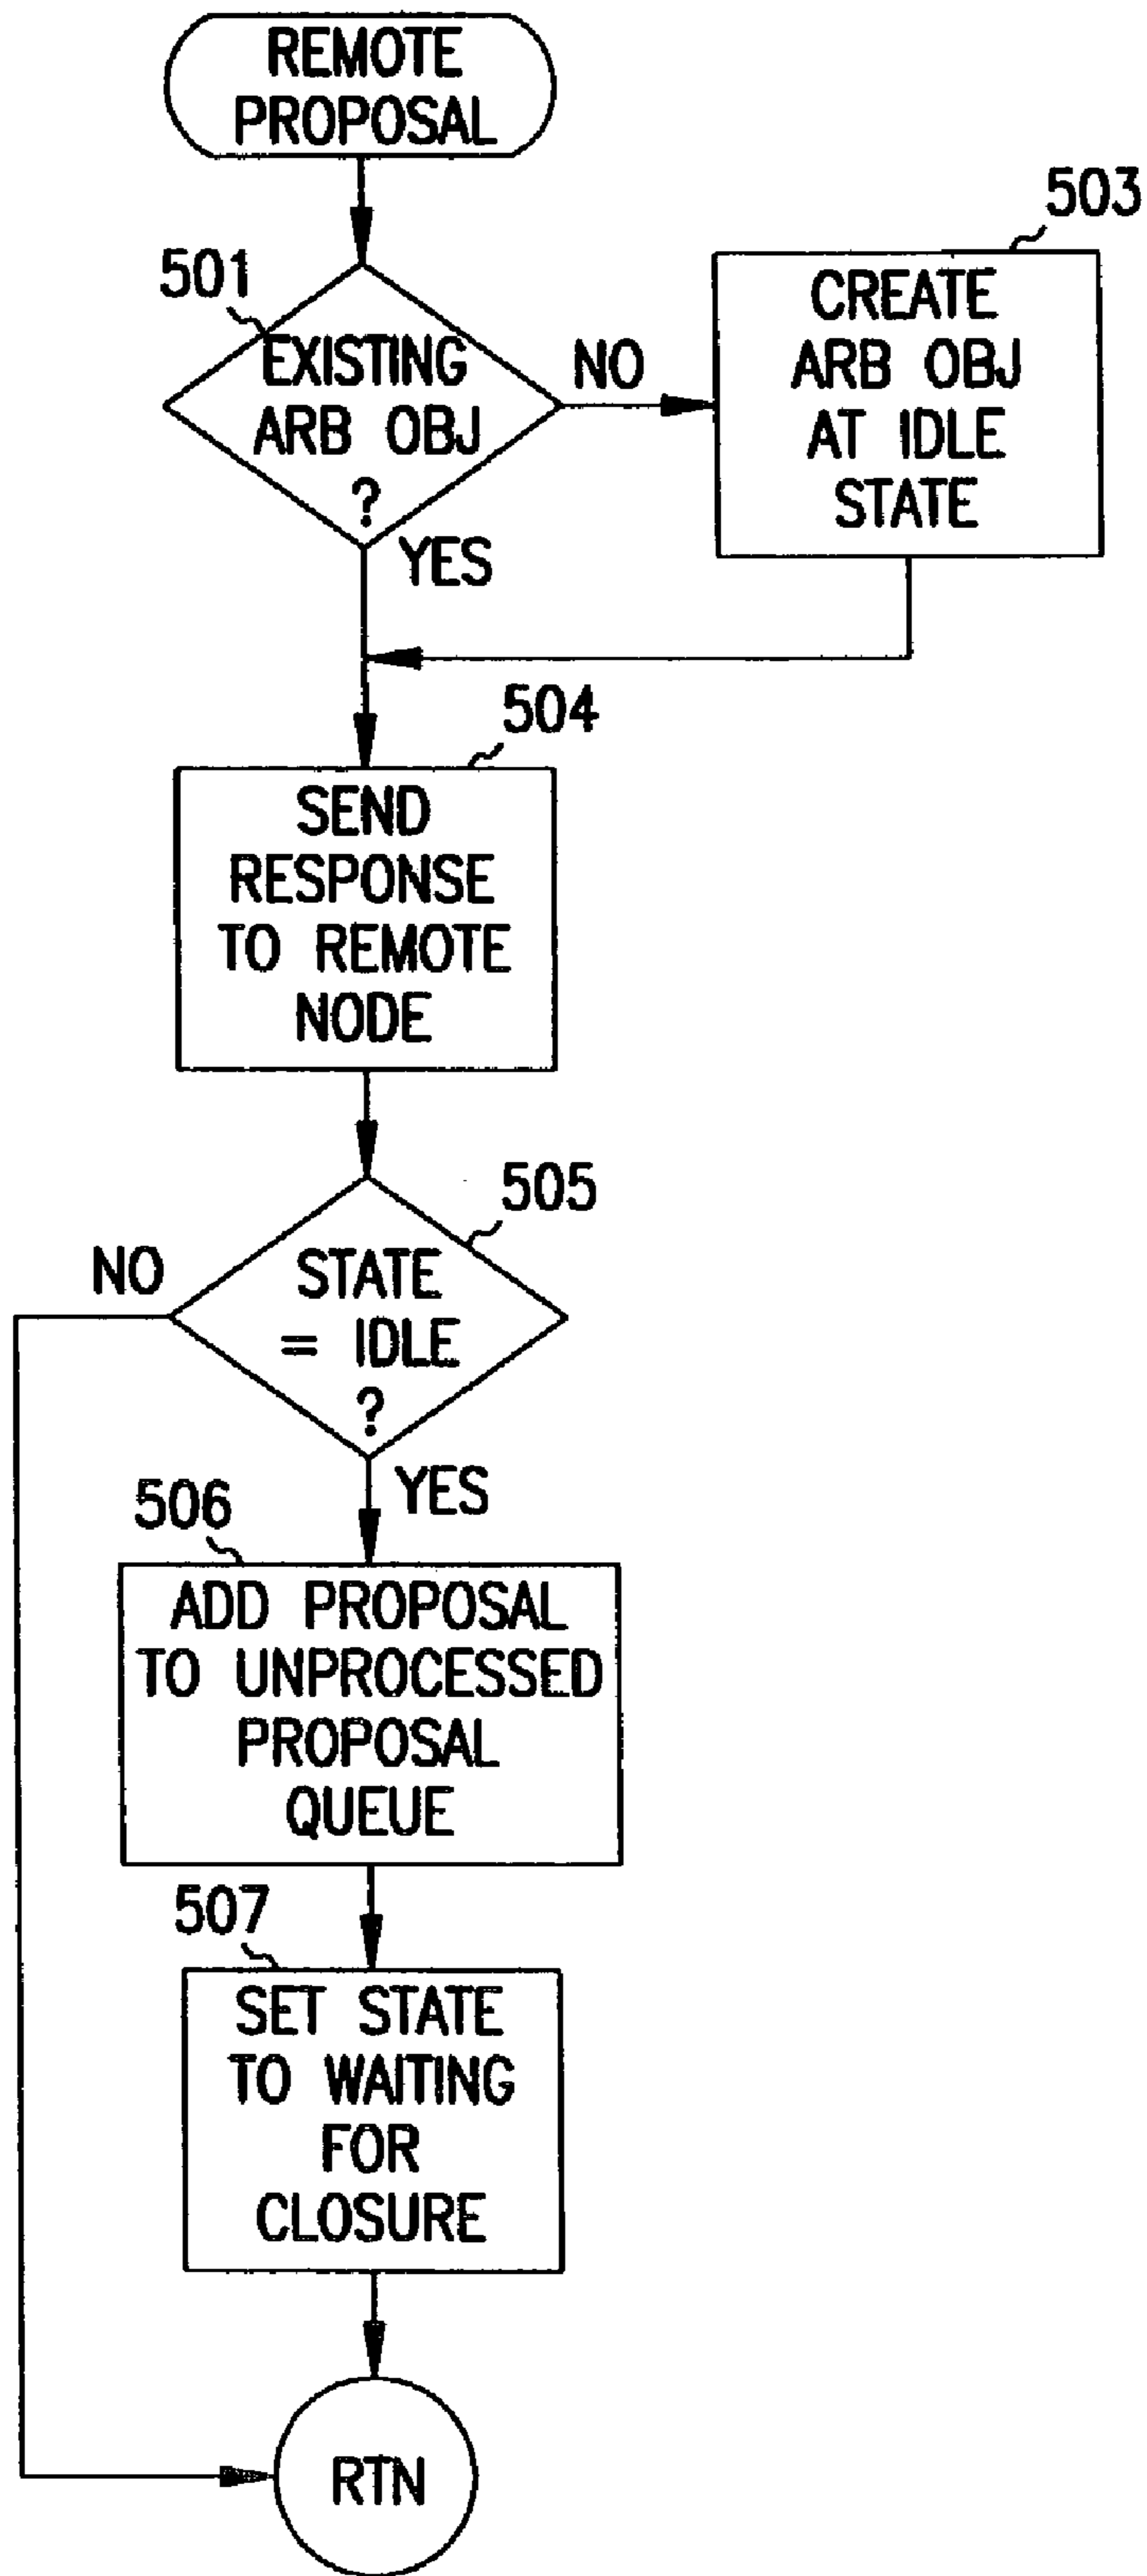 REMOTE
PROPOSAL
501
EXISTING
ARB OBJ
?
NO
YES
503
CREATE
ARB OBJ
AT IDLE
STATE
504
SEND
RESPONSE
TO REMOTE
NODE
505
STATE
= IDLE
?
NO
YES
506
ADD PROPOSAL
TO UNPROCESSED
PROPOSAL
QUEUE
507
SET STATE
TO WAITING
FOR
CLOSURE
RTN